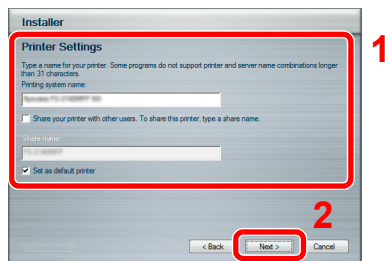 Installer
Printer Settings
1
Type a name for your printer. Some programs do not support printer and server name combinations longer
than 31 characters.
Printing system name:
Share your printer with other users. To share this printer, type a share name.
Share name:
Set as default printer
2
< Back Next > Cancel